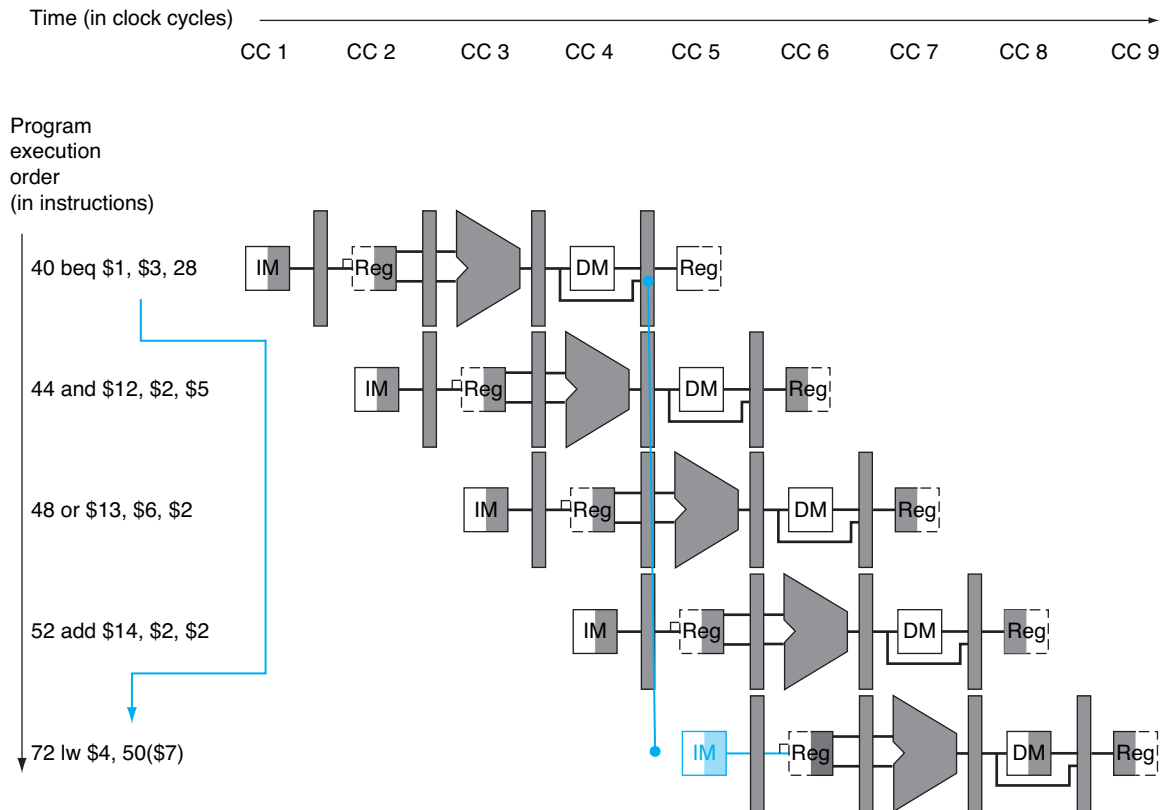 Time (in clock cycles)
CC 1 CC 2 CC 3 CC 4 CC 5 CC 6 CC 7 CC 8 CC 9
Program
execution
order
(in instructions)
40 beq $1, $3, 28
IM Reg DM Reg
44 and $12, $2, $5
IM Reg DM Reg
48 or $13, $6, $2
IM Reg DM Reg
52 add $14, $2, $2
IM Reg DM Reg
72 lw $4, 50($7)
IM Reg DM Reg